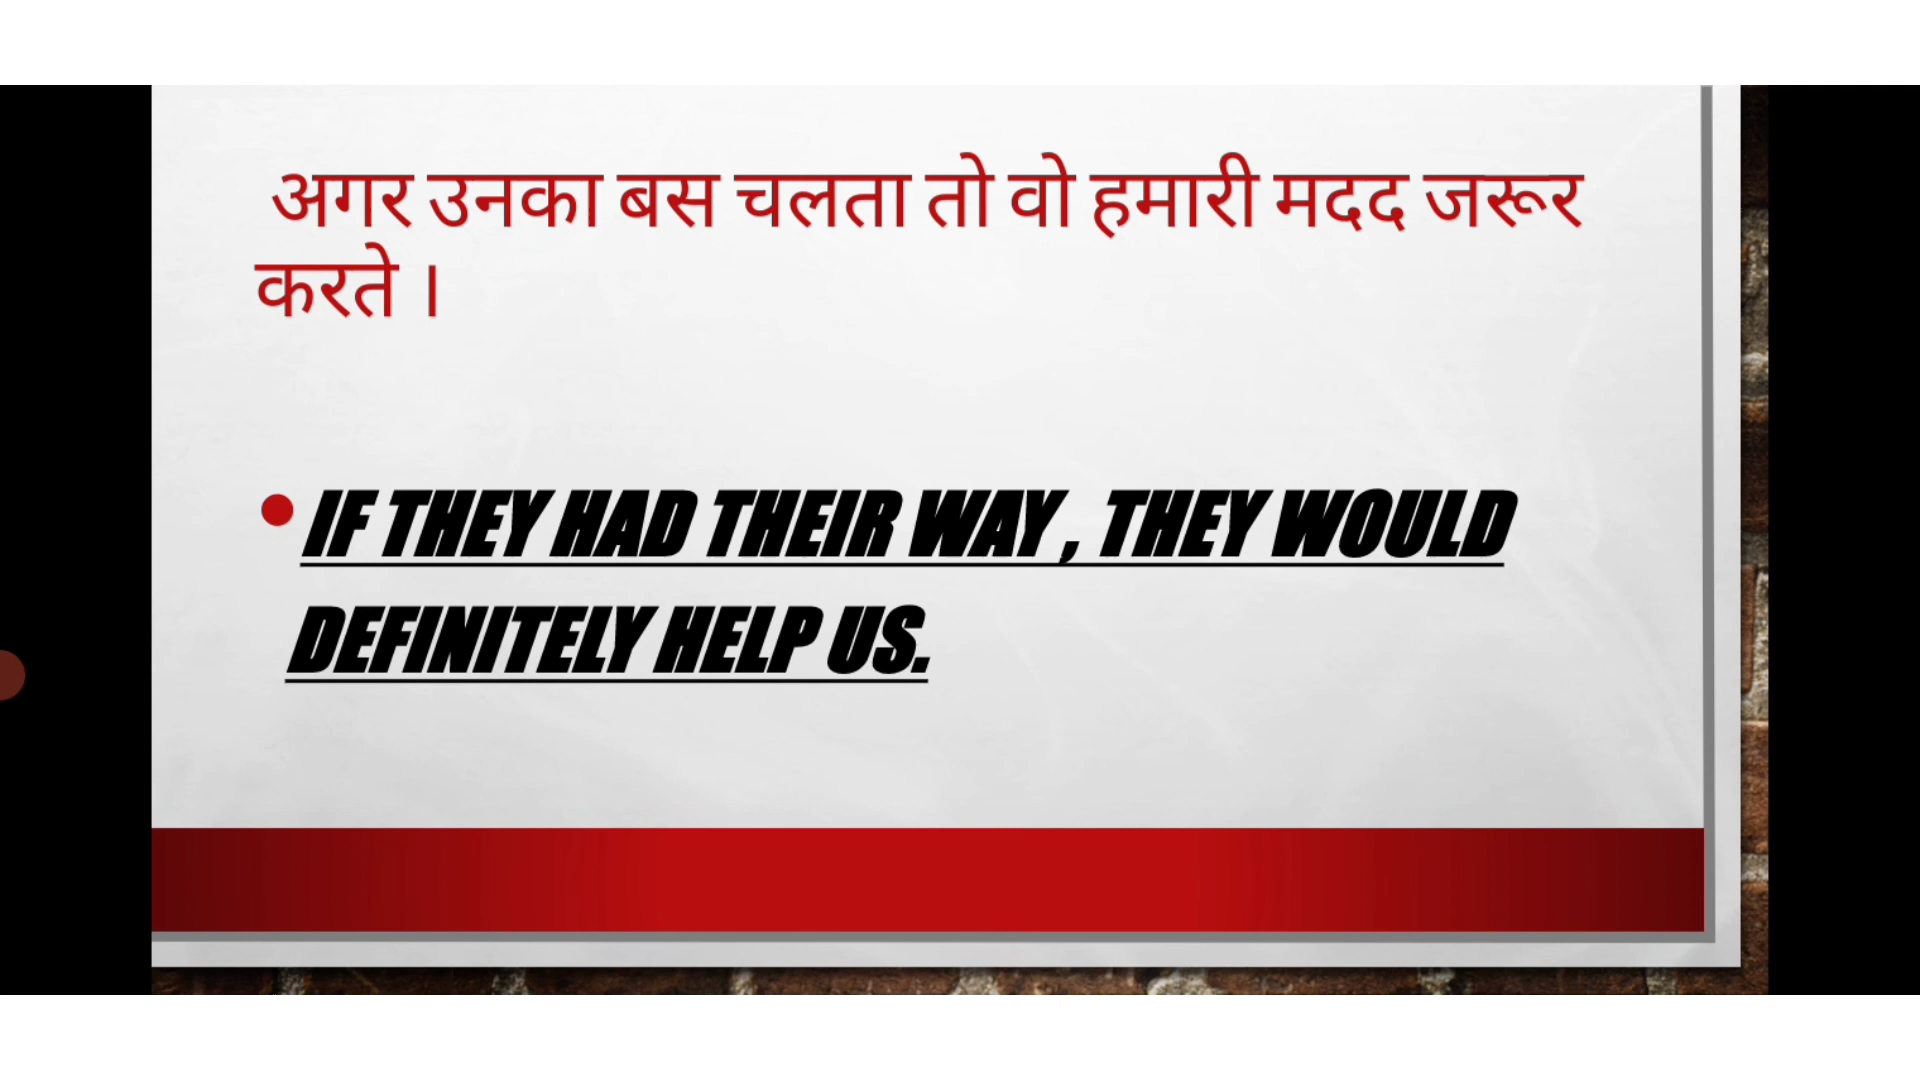 अगर उनका बस चलता तो वो हमारी मदद जरूर
करते ।
IF THEY HAD THEIR WAY , THEY WOULD
DEFINITELY HELP US.